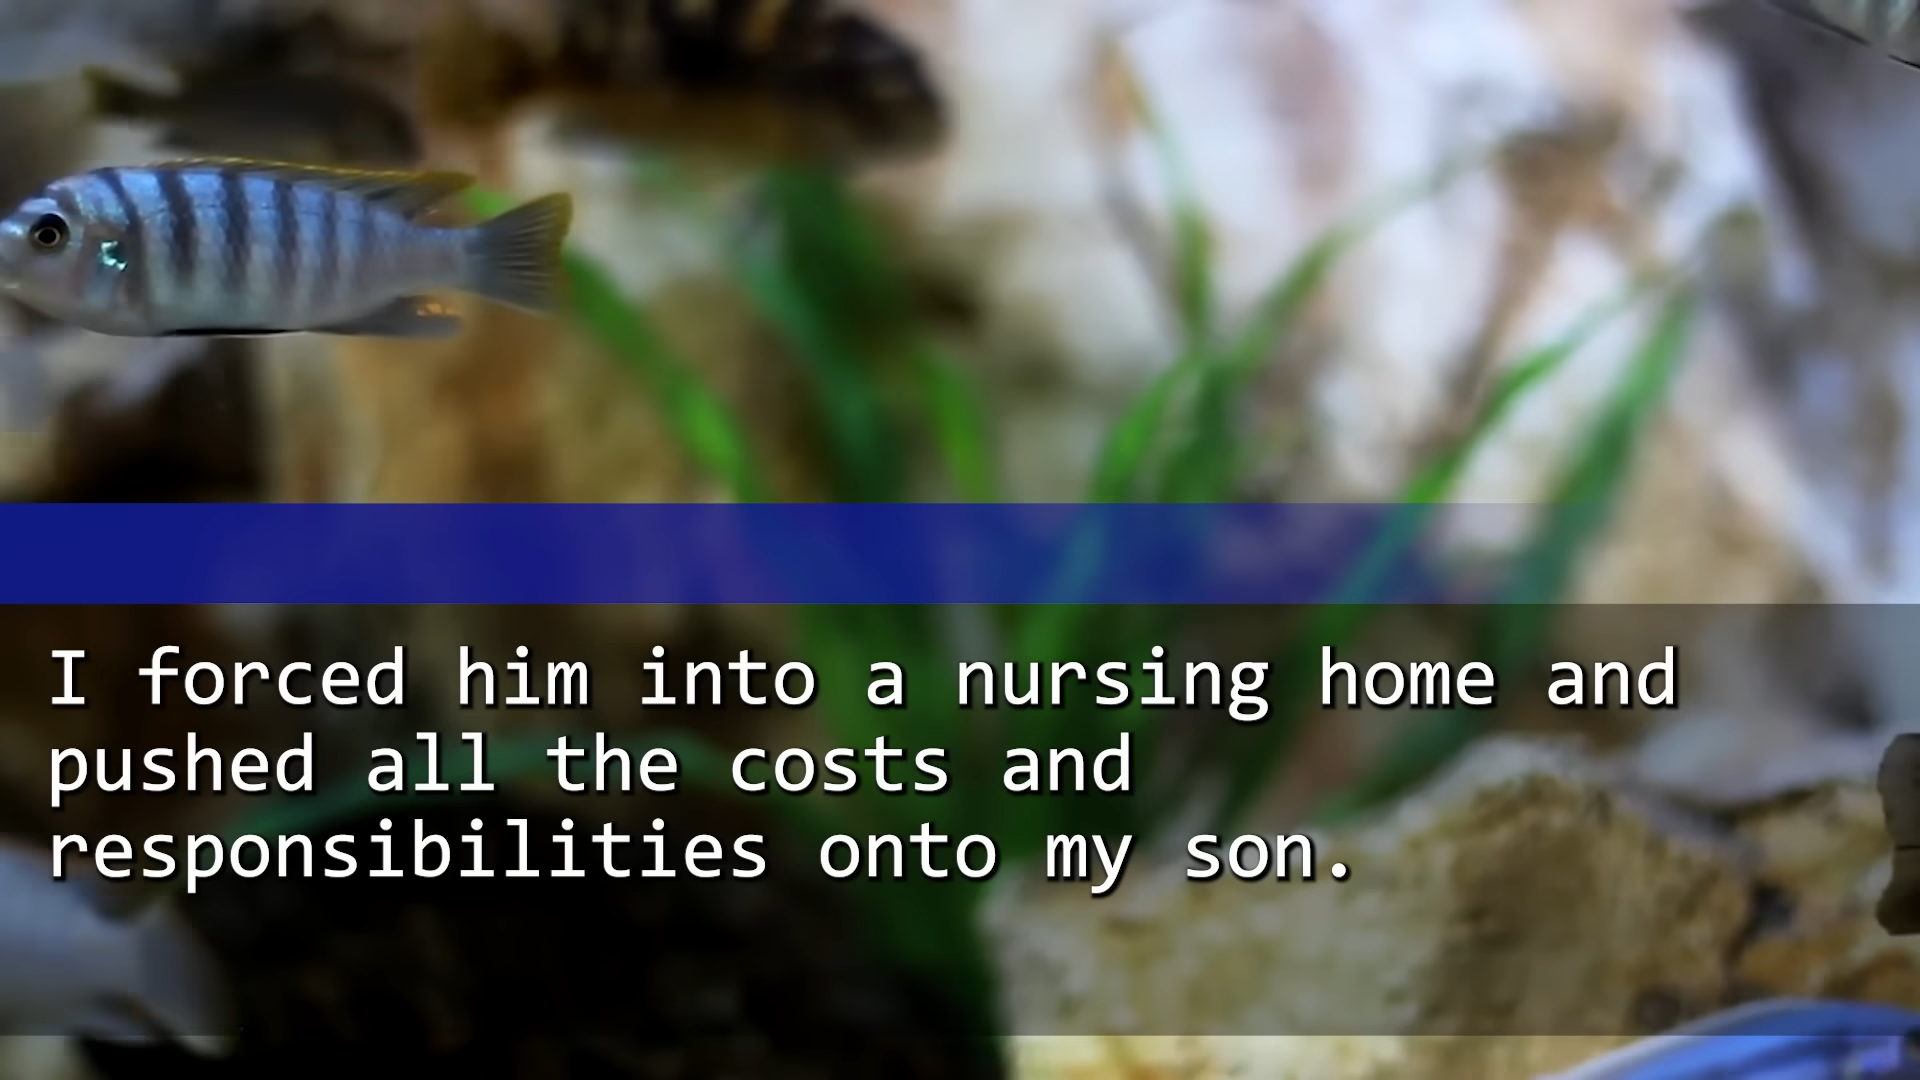 I forced him into a nursing home and
pushed all the costs and
responsibilities onto my son.